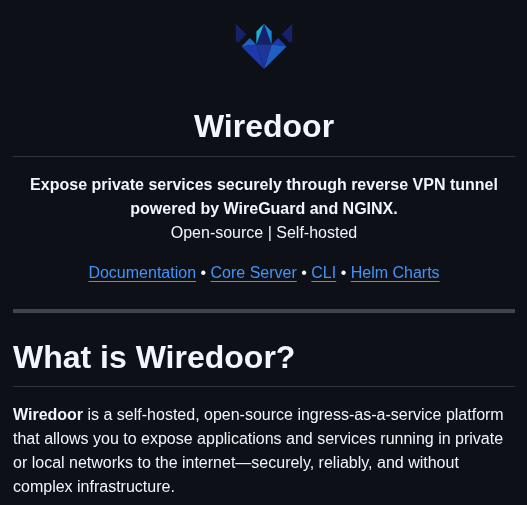 Wiredoor
Expose private services securely through reverse VPN tunnel
powered by WireGuard and NGINX.
Open-source | Self-hosted
Documentation • Core Server • CLI • Helm Charts
What is Wiredoor?
Wiredoor is a self-hosted, open-source ingress-as-a-service platform
that allows you to expose applications and services running in private
or local networks to the internet—securely, reliably, and without
complex infrastructure.